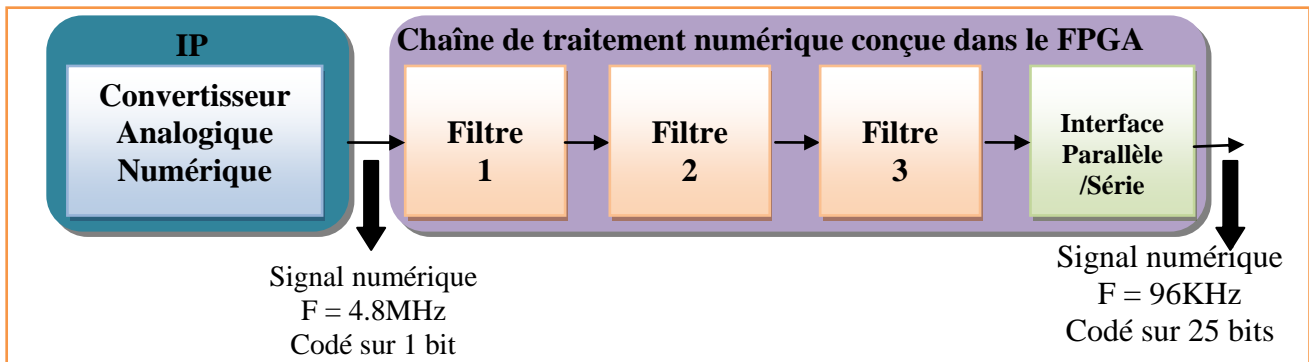 IP
Convertisseur
Analogique
Numérique
Chaîne de traitement numérique conçue dans le FPGA
Filtre
1
Filtre
2
Filtre
3
Interface
Parallèle
/Série
Signal numérique
F = 4.8MHz
Codé sur 1 bit
Signal numérique
F = 96KHz
Codé sur 25 bits